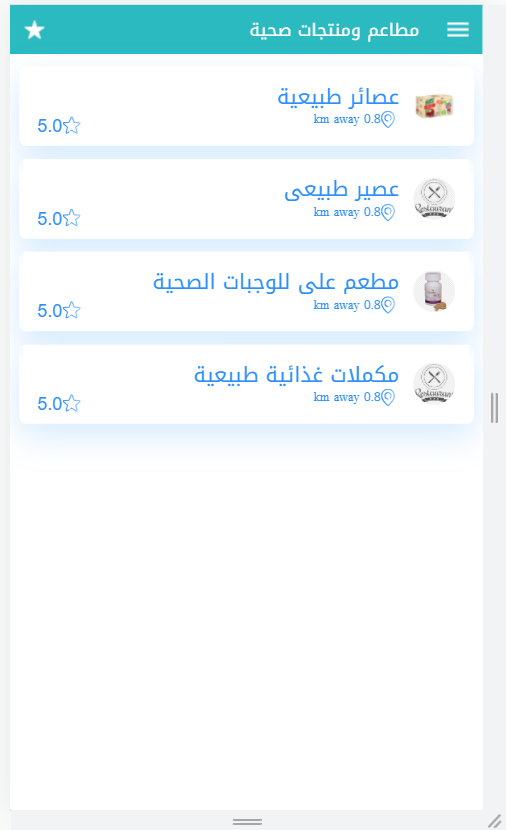 مطاعم ومنتجات صحية
عصائر طبيعية
0.8 km away
5.0
عصير طبيعى
0.8 km away
5.0
مطعم على للوجبات الصحية
0.8 km away
5.0
مكملات غذائية طبيعية
0.8 km away
5.0